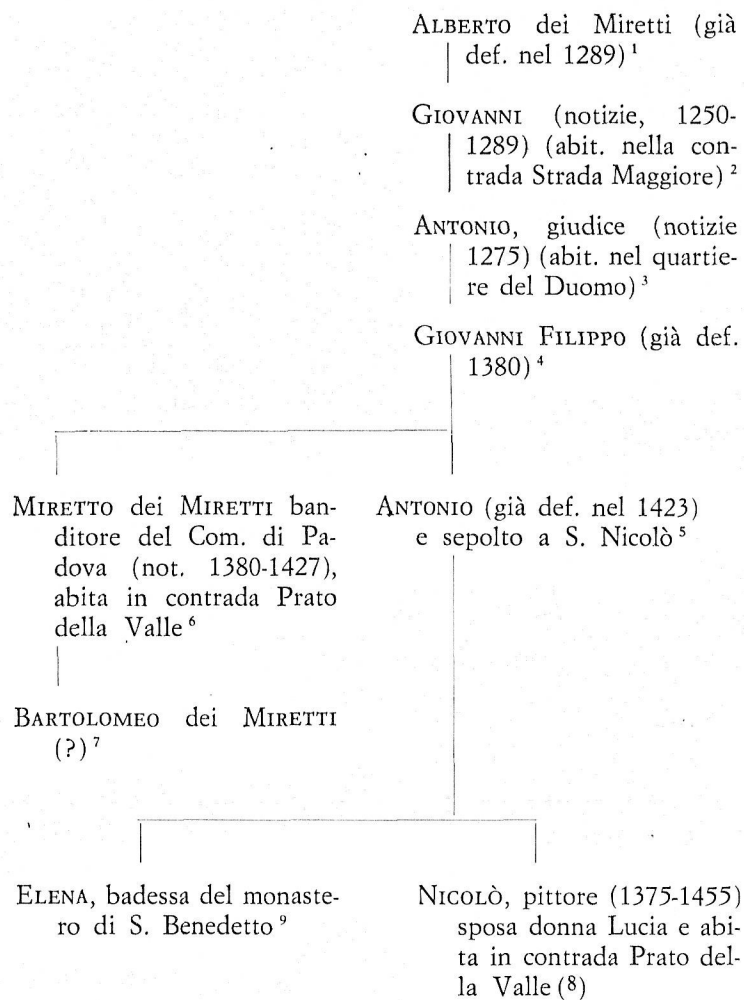 ALBERTO dei Miretti (già
def. nel 1289) ¹
GIOVANNI (notizie, 1250-
1289) (abit. nella con-
trada Strada Maggiore) ²
ANTONIO, giudice (notizie
1275) (abit. nel quartie-
re del Duomo) ³
GIOVANNI FILIPPO (già def.
1380) ⁴
MIRETTO dei MIRETTI ban-
ditore del Com. di Pa-
dova (not. 1380-1427),
abita in contrada Prato
della Valle ⁶
ANTONIO (già def. nel 1423)
e sepolto a S. Nicolò ⁵
BARTOLOMEO dei MIRETTI
(?) ⁷
ELENA, badessa del monaste-
ro di S. Benedetto ⁹
NICOLÒ, pittore (1375-1455)
sposa donna Lucia e abi-
ta in contrada Prato del-
la Valle (⁸)